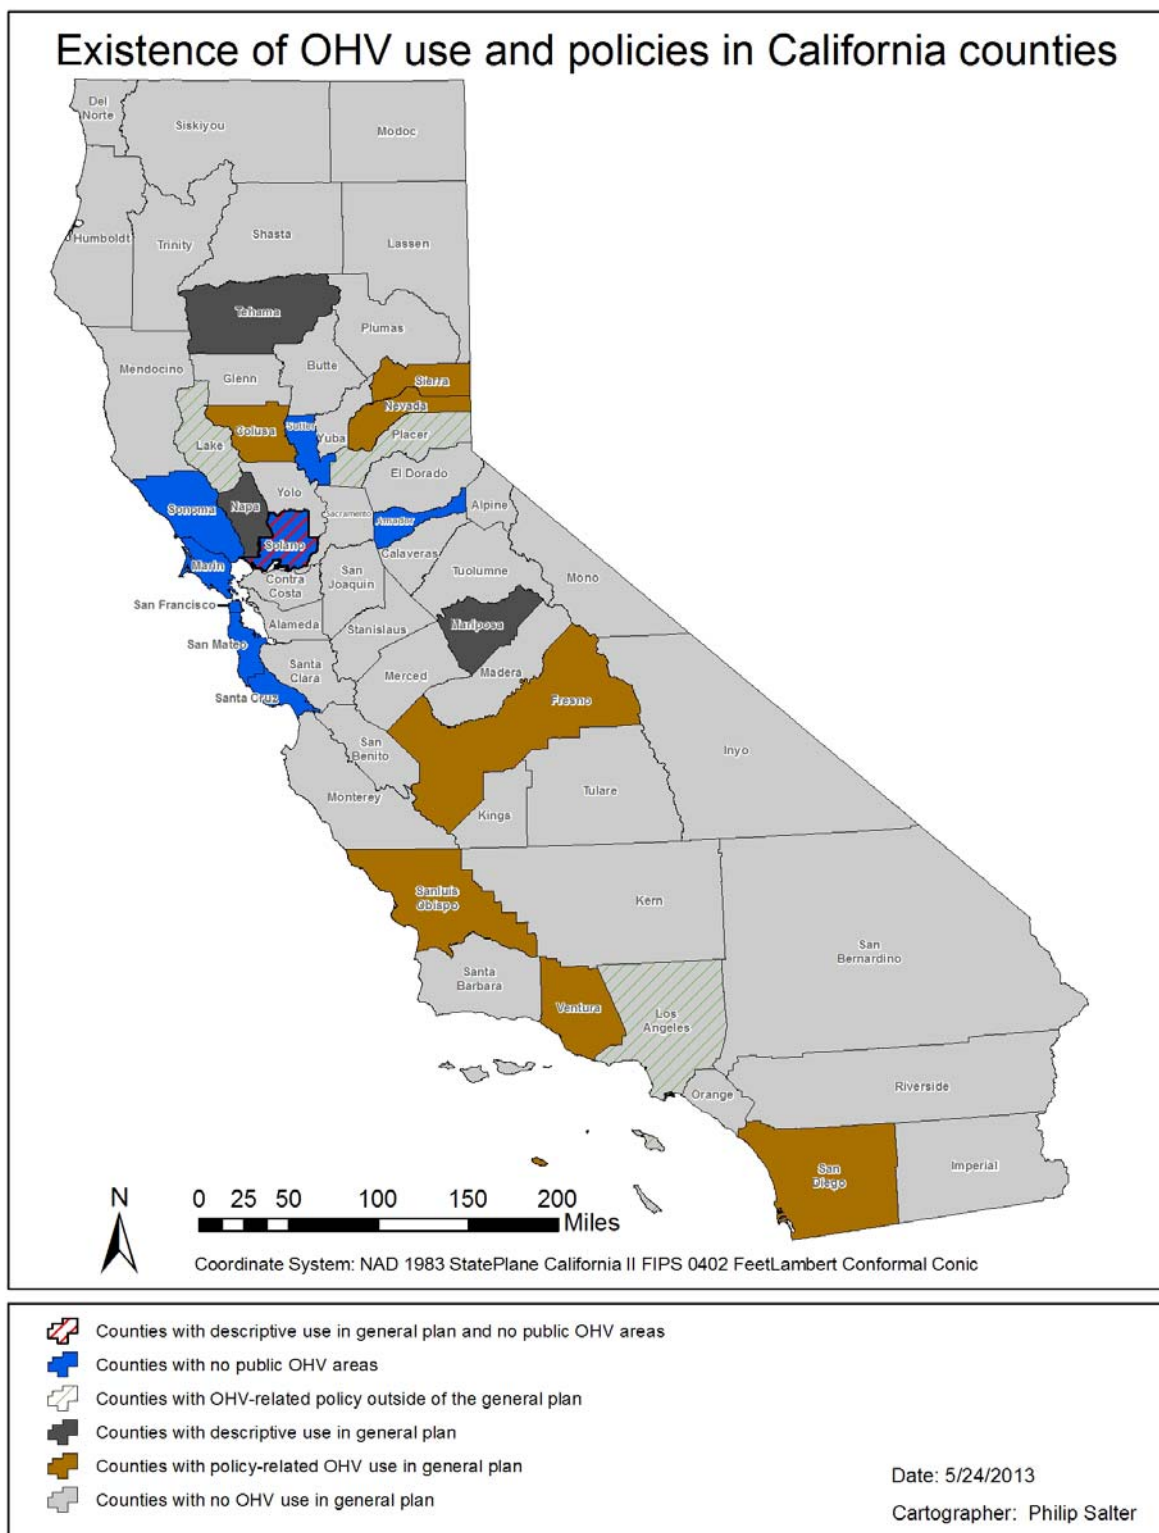 Existence of OHV use and policies in California counties
Del
Norte
Siskiyou
Modoc
Humboldt
Trinity
Shasta
Lassen
Tehama
Plumas
Mendocino
Glenn
Butte
Sierra
Nevada
Colusa
Sutter
Yuba
Placer
Lake
El Dorado
Sonoma
Napa
Yolo
Sacramento
Amador
Alpine
Solano
Calaveras
Marin
Contra
Costa
San
Joaquin
Tuolumne
Mono
San Francisco
Alameda
Stanislaus
Mariposa
San Mateo
Santa
Clara
Merced
Madera
Santa Cruz
Fresno
San
Benito
Inyo
Monterey
Kings
Tulare
Sanluis
Obispo
Kern
San
Bernardino
Santa
Barbara
Ventura
Los
Angeles
Orange
Riverside
San
Diego
Imperial
N
0 25 50 100 150 200
Miles
Coordinate System: NAD 1983 StatePlane California II FIPS 0402 FeetLambert Conformal Conic
Counties with descriptive use in general plan and no public OHV areas
Counties with no public OHV areas
Counties with OHV-related policy outside of the general plan
Counties with descriptive use in general plan
Counties with policy-related OHV use in general plan
Counties with no OHV use in general plan
Date: 5/24/2013
Cartographer: Philip Salter